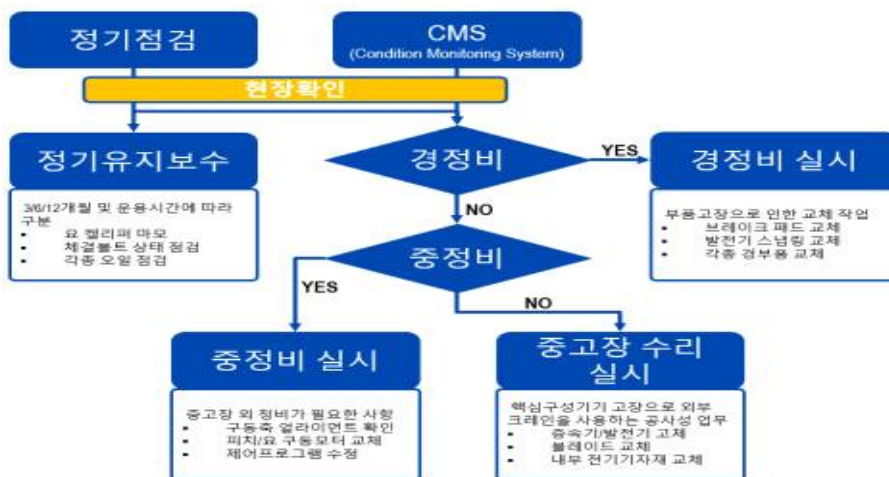 정기점검
CMS
(Condition Monitoring System)
현장확인
정기유지보수
3/6/12개월 및 운용시간에 따라
구분
• 요 캘리퍼 마모
• 체결볼트 상태 점검
• 각종 오일 점검
경정비
YES
경정비 실시
부품고장으로 인한 교체 작업
• 브레이크 패드 교체
• 발전기 스냅링 교체
• 각종 경부품 교체
NO
중정비
YES
NO
중정비 실시
중고장 외 정비가 필요한 사항
• 구동축 얼라이먼트 확인
• 피치/요 구동모터 교체
• 제어프로그램 수정
중고장 수리
실시
핵심구성기기 고장으로 외부
크레인을 사용하는 공사성 업무
• 증속기/발전기 교체
• 블레이드 교체
• 내부 전기기자재 교체